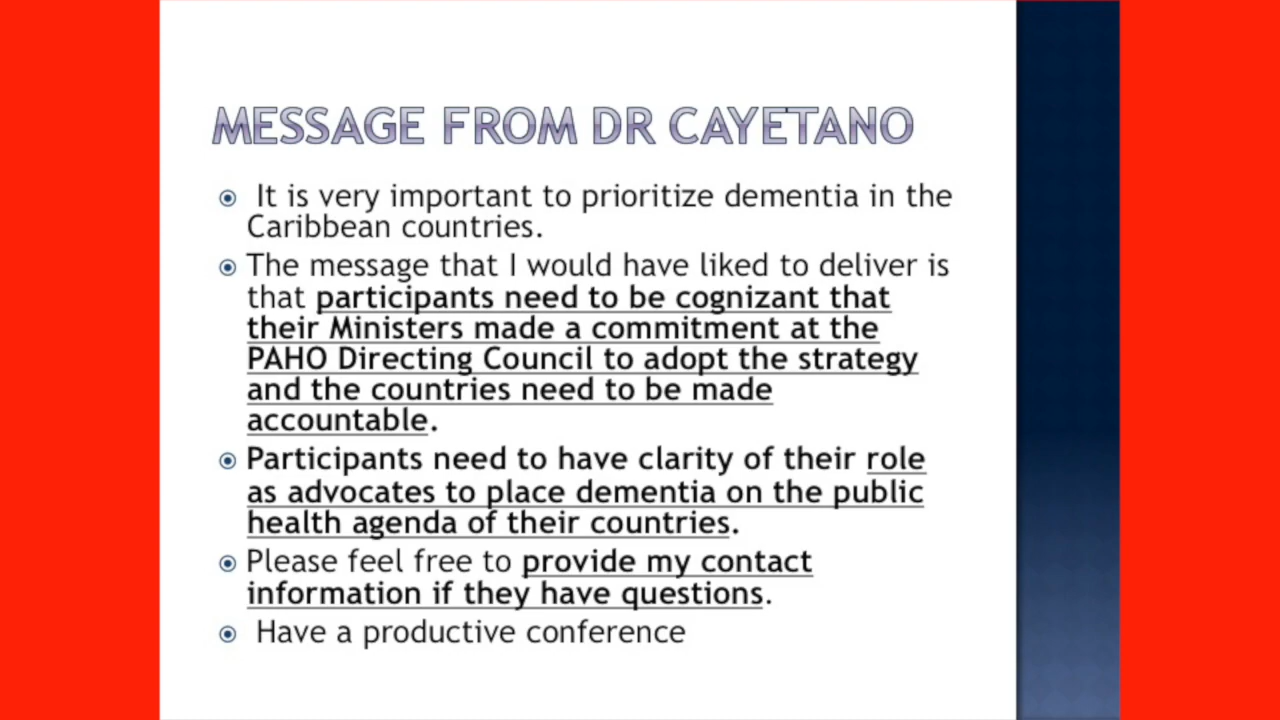 MESSAGE FROM DR CAYETANO
It is very important to prioritize dementia in the
Caribbean countries.
The message that I would have liked to deliver is
that participants need to be cognizant that
their Ministers made a commitment at the
PAHO Directing Council to adopt the strategy
and the countries need to be made
accountable.
Participants need to have clarity of their role
as advocates to place dementia on the public
health agenda of their countries.
Please feel free to provide my contact
information if they have questions.
Have a productive conference